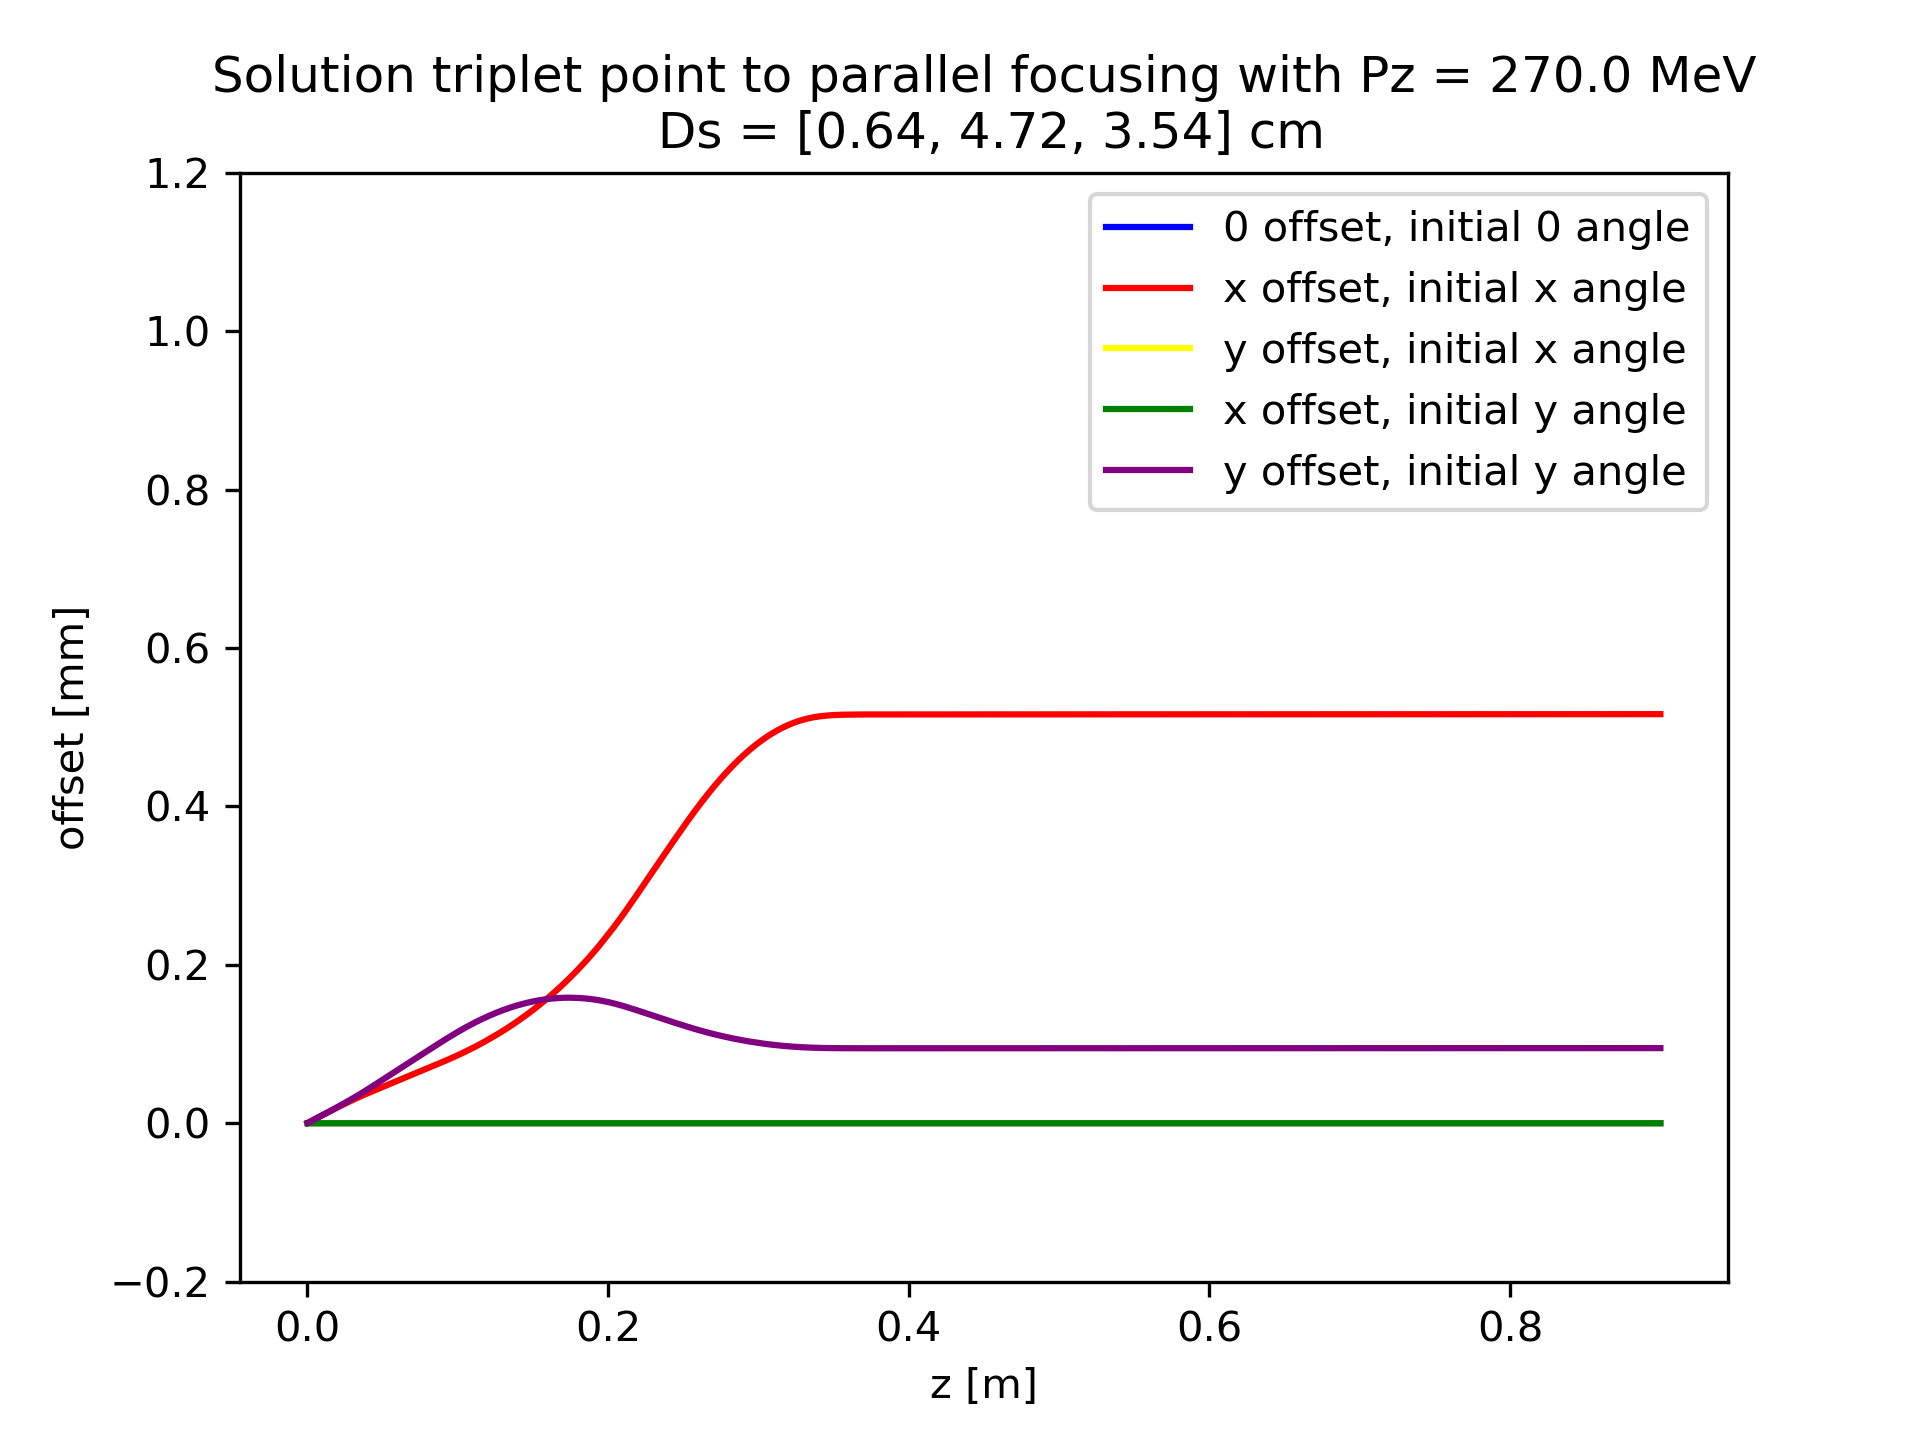 Solution triplet point to parallel focusing with Pz = 270.0 MeV
Ds = [0.64, 4.72, 3.54] cm
1.2
1.0
0.8
0.6
0.4
0.2
0.0
−0.2
offset [mm]
0 offset, initial 0 angle
x offset, initial x angle
y offset, initial x angle
x offset, initial y angle
y offset, initial y angle
0.0 0.2 0.4 0.6 0.8
z [m]